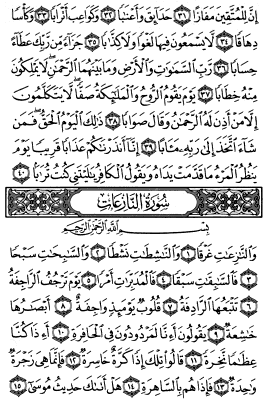 إِنَّ لِلْمُتَّقِينَ مَفَازًا ٣١ حَدَآئِقَ وَأَعْنَٰبًا ٣٢ وَكَوَاعِبَ أَتْرَابًا ٣٣ وَكَأْسًا
دِهَاقًا ٣٤ لَّا يَسْمَعُونَ فِيهَا لَغْوًا وَلَا كِذَّٰبًا ٣٥ جَزَآءً مِّن رَّبِّكَ عَطَآءً
حِسَابًا ٣٦ رَّبِّ ٱلسَّمَٰوَٰتِ وَٱلْأَرْضِ وَمَا بَيْنَهُمَا ٱلرَّحْمَٰنِ لَا يَمْلِكُونَ
مِنْهُ خِطَابًا ٣٧ يَوْمَ يَقُومُ ٱلرُّوحُ وَٱلْمَلَٰٓئِكَةُ صَفًّا لَّا يَتَكَلَّمُونَ
إِلَّا مَنْ أَذِنَ لَهُ ٱلرَّحْمَٰنُ وَقَالَ صَوَابًا ٣٨ ذَٰلِكَ ٱلْيَوْمُ ٱلْحَقُّ فَمَن
شَآءَ ٱتَّخَذَ إِلَىٰ رَبِّهِۦ مَـَٔابًا ٣٩ إِنَّآ أَنذَرْنَٰكُمْ عَذَابًا قَرِيبًا يَوْمَ
يَنظُرُ ٱلْمَرْءُ مَا قَدَّمَتْ يَدَاهُ وَيَقُولُ ٱلْكَافِرُ يَٰلَيْتَنِى كُنتُ تُرَٰبًۢا ٤٠
سُورَةُ النَّازِعَاتِ
بِسْمِ ٱللَّهِ ٱلرَّحْمَٰنِ ٱلرَّحِيمِ
وَٱلنَّٰزِعَٰتِ غَرْقًا ١ وَٱلنَّٰشِطَٰتِ نَشْطًا ٢ وَٱلسَّٰبِحَٰتِ سَبْحًا
٣ فَٱلسَّٰبِقَٰتِ سَبْقًا ٤ فَٱلْمُدَبِّرَٰتِ أَمْرًا ٥ يَوْمَ تَرْجُفُ ٱلرَّاجِفَةُ
٦ تَتْبَعُهَا ٱلرَّادِفَةُ ٧ قُلُوبٌ يَوْمَئِذٍ وَاجِفَةٌ ٨ أَبْصَٰرُهَا
خَٰشِعَةٌ ٩ يَقُولُونَ أَءِنَّا لَمَرْدُودُونَ فِى ٱلْحَافِرَةِ ١٠ أَءِذَا كُنَّا
عِظَٰمًا نَّخِرَةً ١١ قَالُوا۟ تِلْكَ إِذًا كَرَّةٌ خَاسِرَةٌ ١٢ فَإِنَّمَا هِىَ زَجْرَةٌ
وَٰحِدَةٌ ١٣ فَإِذَا هُم بِٱلسَّاهِرَةِ ١٤ هَلْ أَتَىٰكَ حَدِيثُ مُوسَىٰٓ ١٥